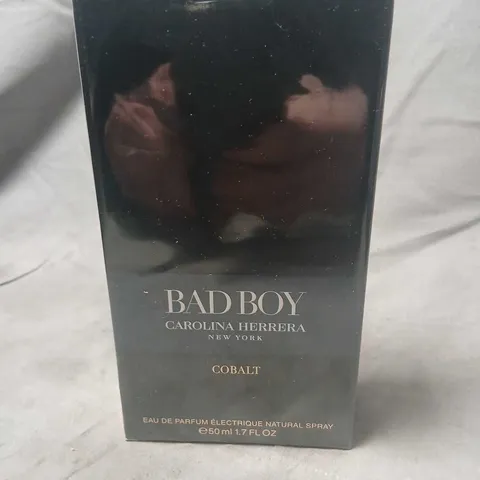 BAD BOY
CAROLINA HERRERA
NEW YORK
COBALT
EAU DE PARFUM ÉLECTRIQUE NATURAL SPRAY
℮50 ml 1.7 FL OZ